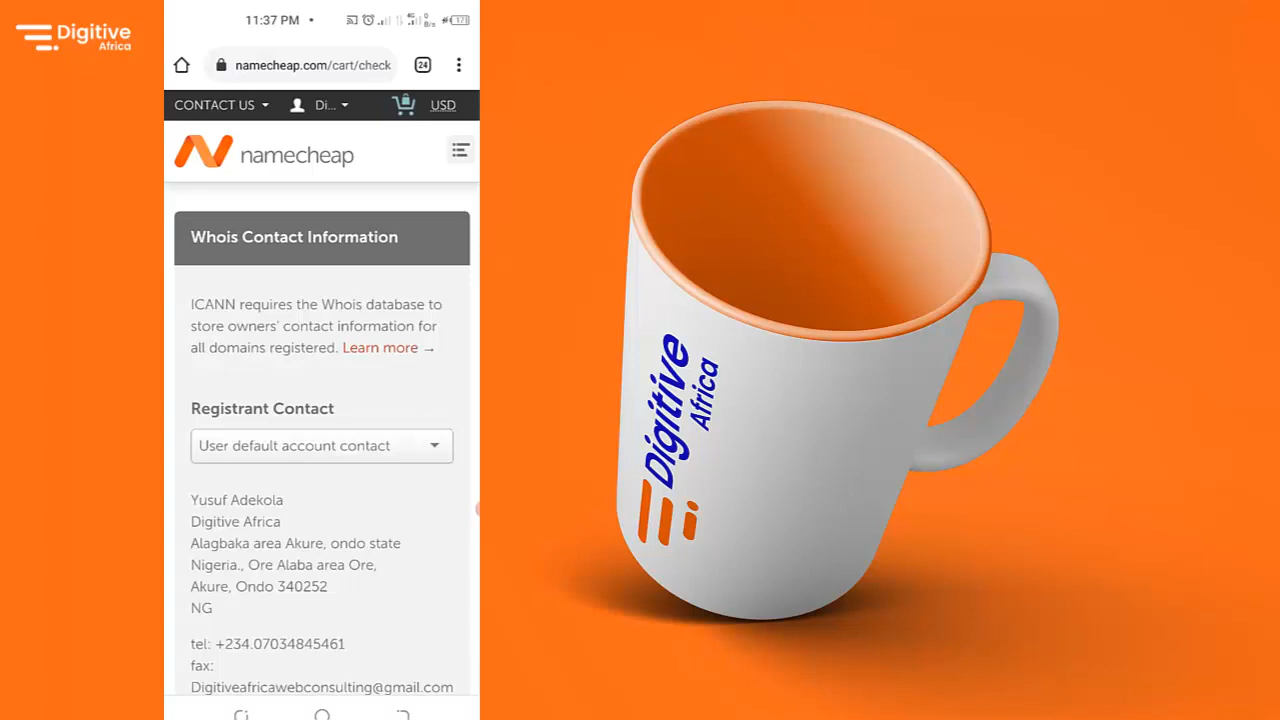 Digitive
Africa
11:37 PM
namecheap.com/cart/check
24
CONTACT US
Di...
USD
namecheap
Whois Contact Information
ICANN requires the Whois database to
store owners' contact information for
all domains registered. Learn more →
Registrant Contact
User default account contact
Yusuf Adekola
Digitive Africa
Alagbaka area Akure, ondo state
Nigeria., Ore Alaba area Ore,
Akure, Ondo 340252
NG
tel: +234.07034845461
fax:
Digitiveafricawebconsulting@gmail.com
Digitive
Africa